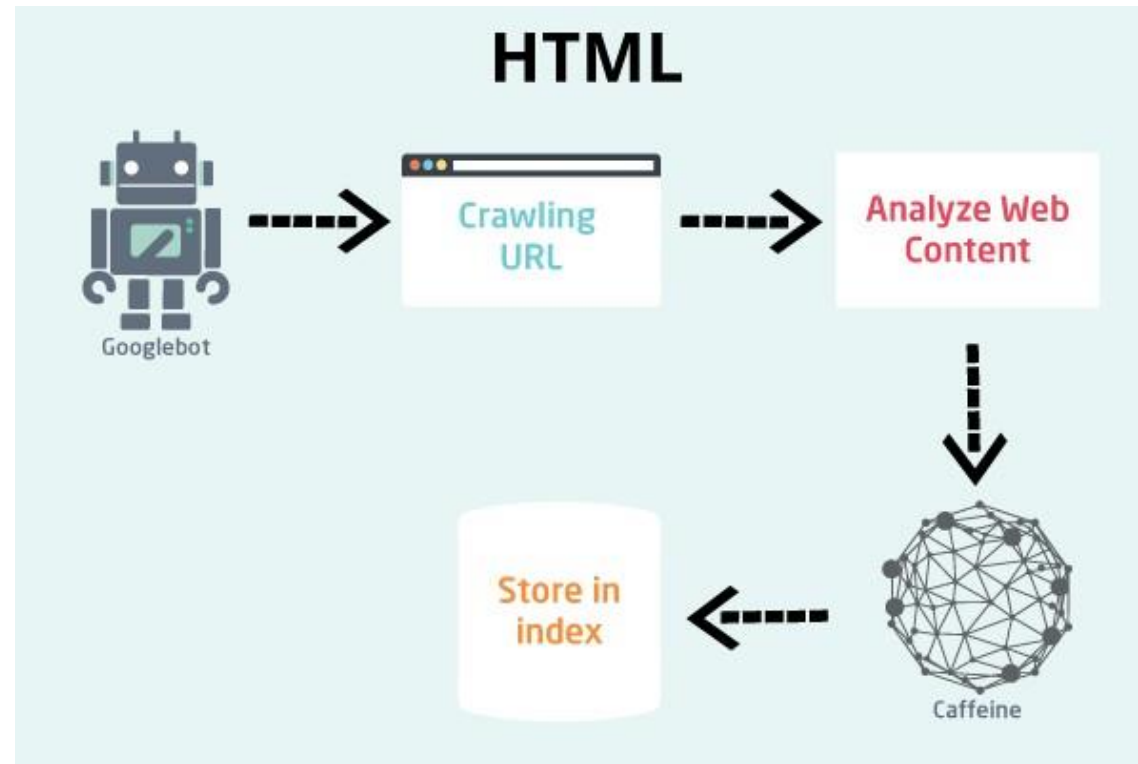 HTML
Googlebot
Crawling
URL
Analyze Web
Content
Caffeine
Store in
index